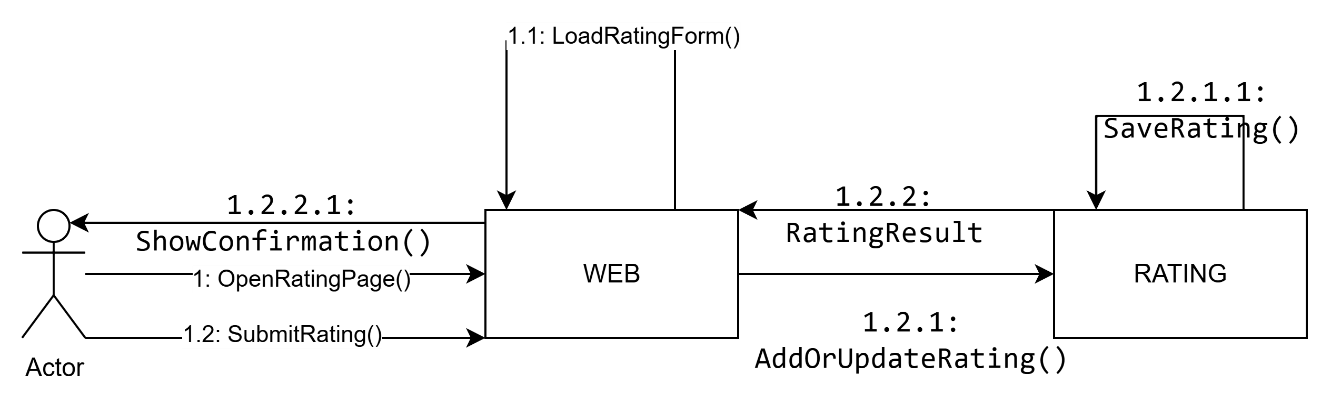 1.1: LoadRatingForm()
1.2.1.1:
SaveRating()
1.2.2.1:
ShowConfirmation()
1.2.2:
RatingResult
1: OpenRatingPage()
WEB
RATING
1.2: SubmitRating()
1.2.1:
AddOrUpdateRating()
Actor